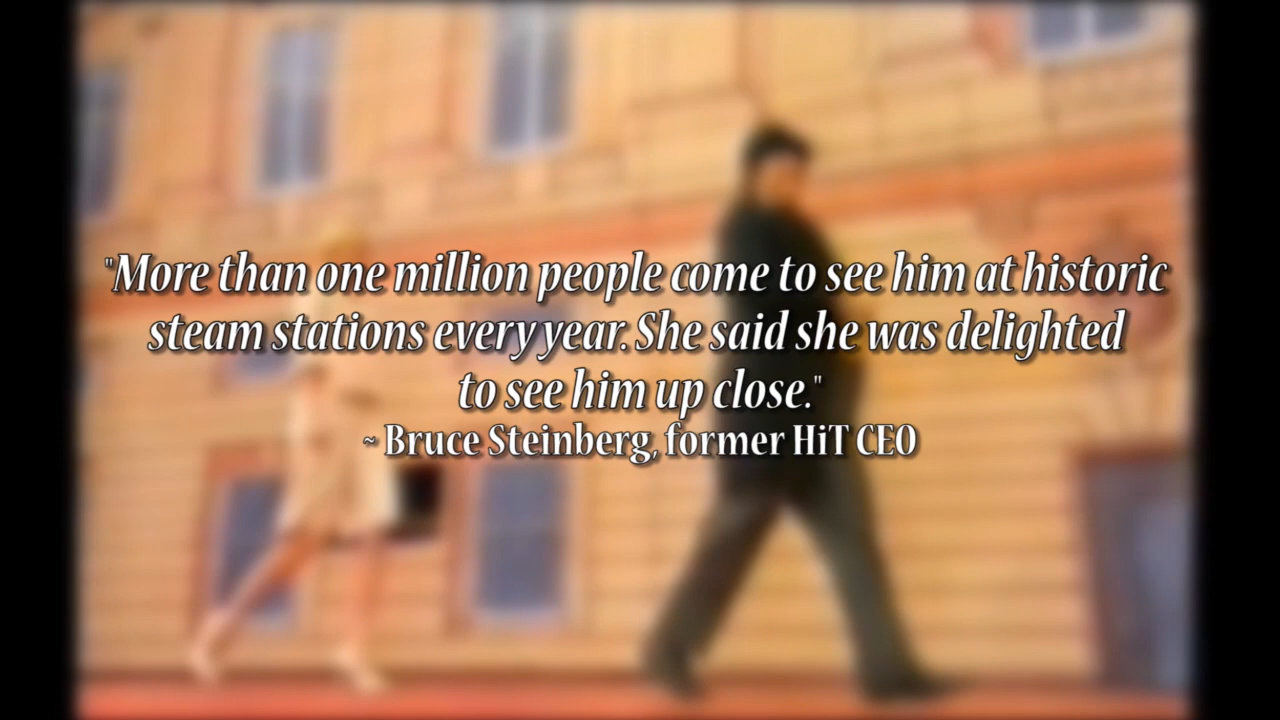 "More than one million people come to see him at historic
steam stations every year. She said she was delighted
to see him up close."
~ Bruce Steinberg, former HiT CEO